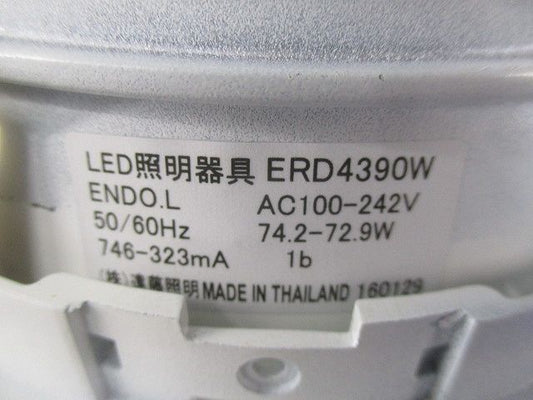 LED照明器具 ERD4390W
ENDO.L AC100-242V
50/60Hz 74.2-72.9W
746-323mA 1b
(株)遠藤照明 MADE IN THAILAND 160129